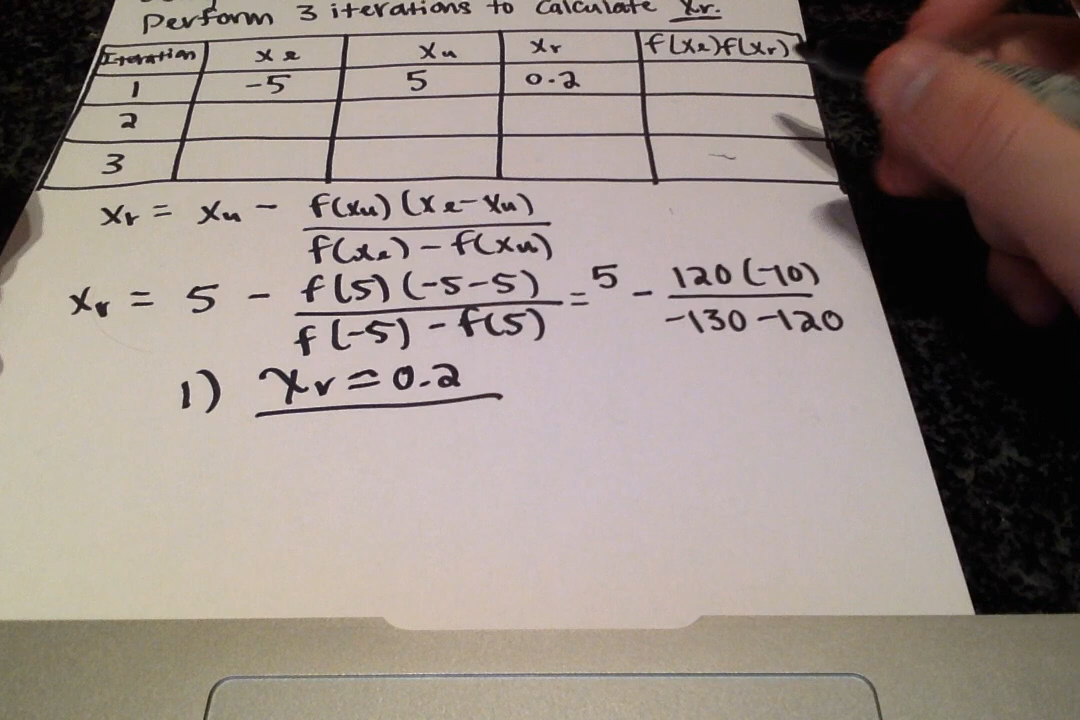 Perform 3 iterations to calculate Xr.
Iteration Xl Xu Xr f(Xl)f(Xr)
1 -5 5 0.2
2
3
Xr = Xu - f(Xu)(Xl-Xu) / f(Xl) - f(Xu)
Xr = 5 - f(5)(-5-5) / f(-5) - f(5) = 5 - 120(-10) / -130-120
1) Xr = 0.2